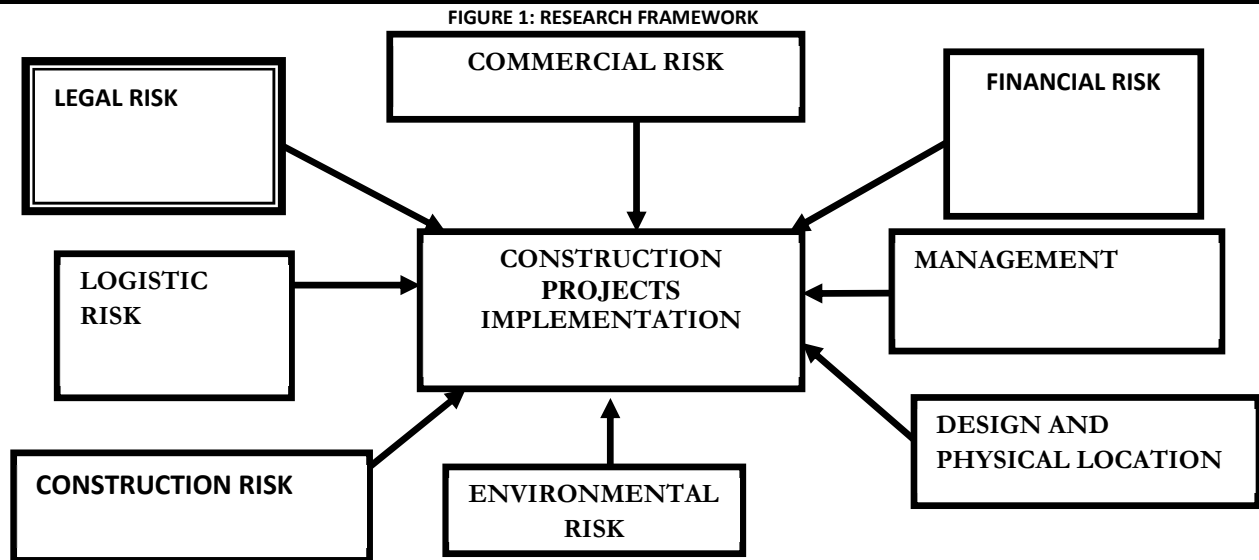 FIGURE 1: RESEARCH FRAMEWORK
COMMERCIAL RISK
LEGAL RISK
FINANCIAL RISK
LOGISTIC
RISK
CONSTRUCTION
PROJECTS
IMPLEMENTATION
MANAGEMENT
CONSTRUCTION RISK
ENVIRONMENTAL
RISK
DESIGN AND
PHYSICAL LOCATION